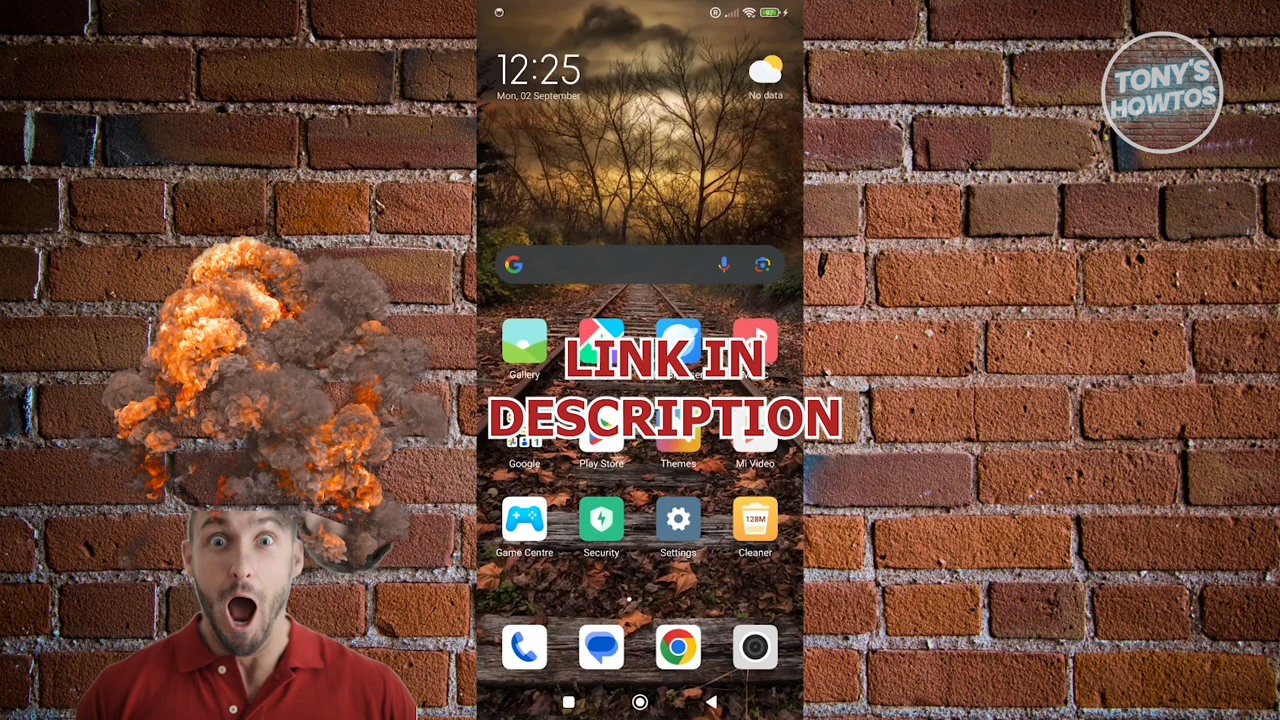 12:25
Mon, 02 September
97
No data
TONY'S
HOWTOS
LINK IN
DESCRIPTION
Gallery
Google
Play Store
Themes
Mi Video
128M
Game Centre
Security
Settings
Cleaner